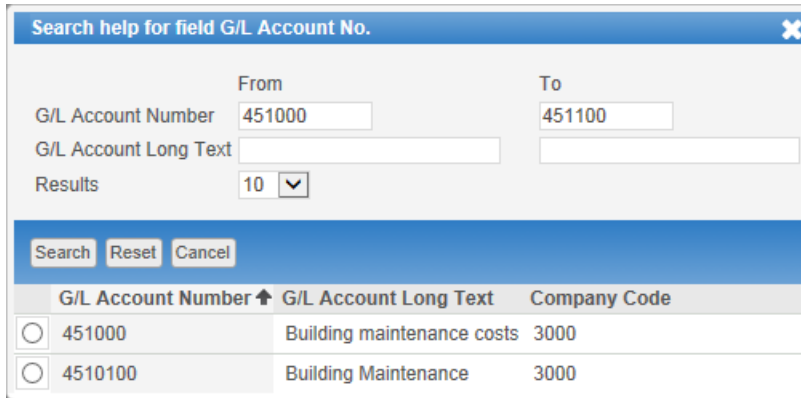 Search help for field G/L Account No.
From To
G/L Account Number 451000 451100
G/L Account Long Text
Results 10
Search Reset Cancel
G/L Account Number G/L Account Long Text Company Code
451000 Building maintenance costs 3000
4510100 Building Maintenance 3000